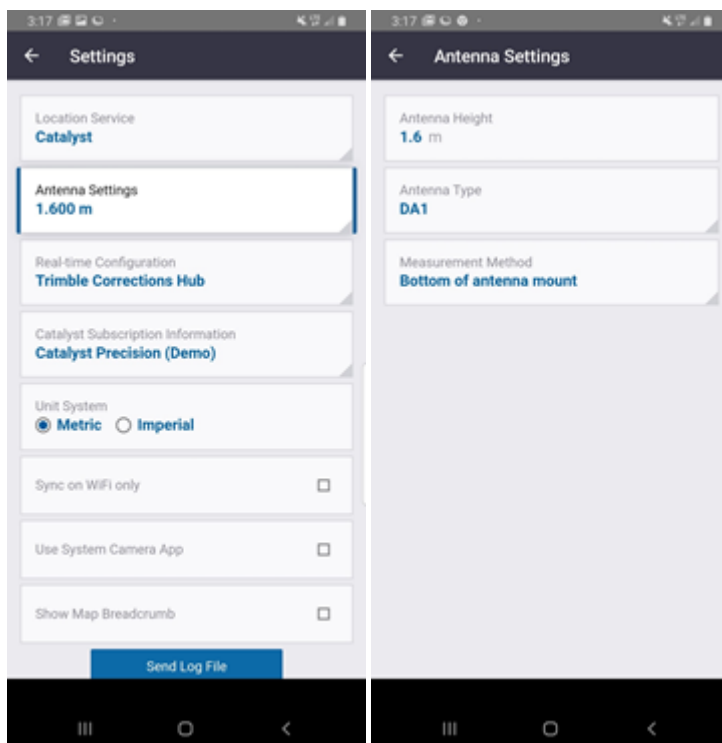 3:17
Settings
Location Service
Catalyst
Antenna Settings
1.600 m
Real-time Configuration
Trimble Corrections Hub
Catalyst Subscription Information
Catalyst Precision (Demo)
Unit System
Metric Imperial
Sync on WiFi only
Use System Camera App
Show Map Breadcrumb
Send Log File
3:17
Antenna Settings
Antenna Height
1.6 m
Antenna Type
DA1
Measurement Method
Bottom of antenna mount